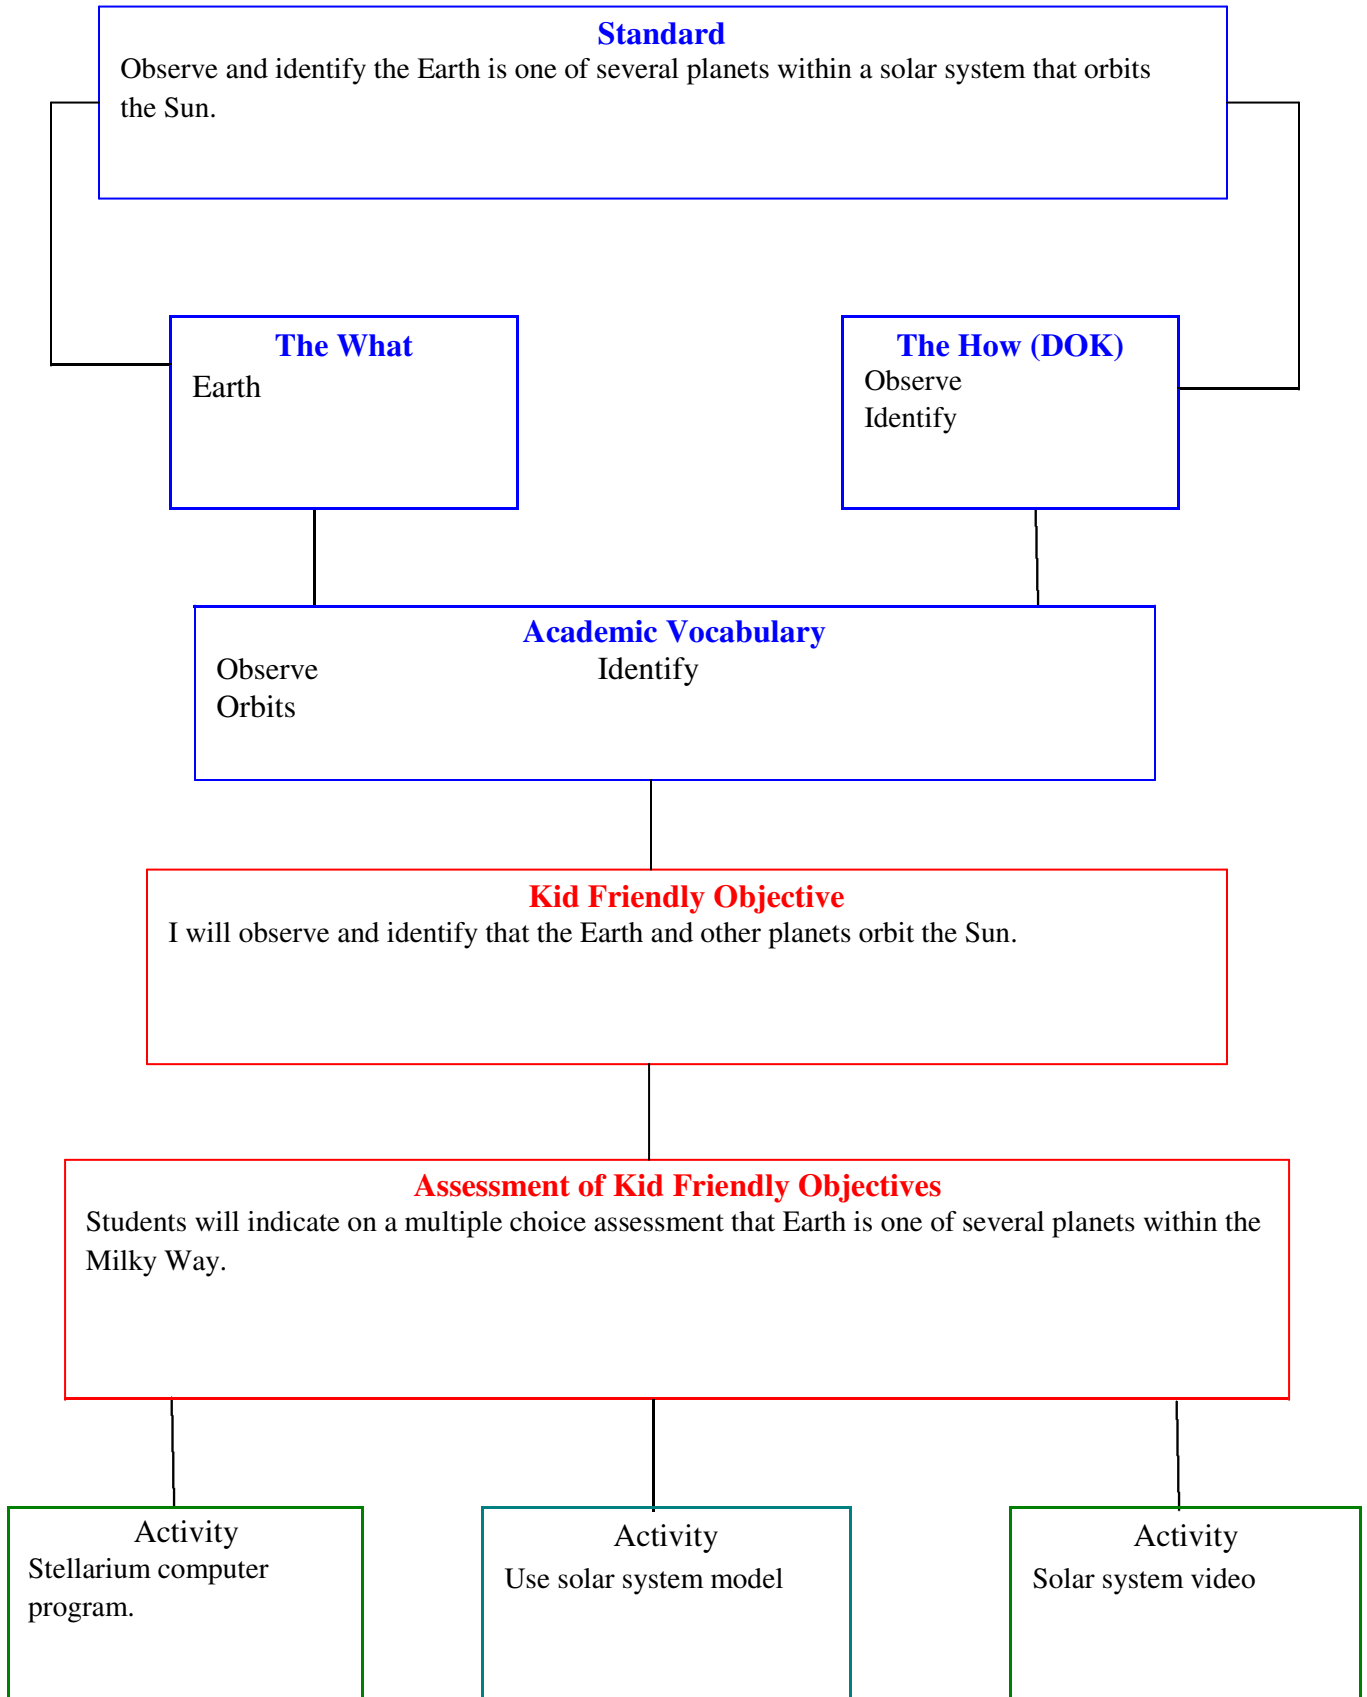 Standard
Observe and identify the Earth is one of several planets within a solar system that orbits
the Sun.
The What
Earth
The How (DOK)
Observe
Identify
Academic Vocabulary
Observe Identify
Orbits
Kid Friendly Objective
I will observe and identify that the Earth and other planets orbit the Sun.
Assessment of Kid Friendly Objectives
Students will indicate on a multiple choice assessment that Earth is one of several planets within the
Milky Way.
Activity
Stellarium computer
program.
Activity
Use solar system model
Activity
Solar system video